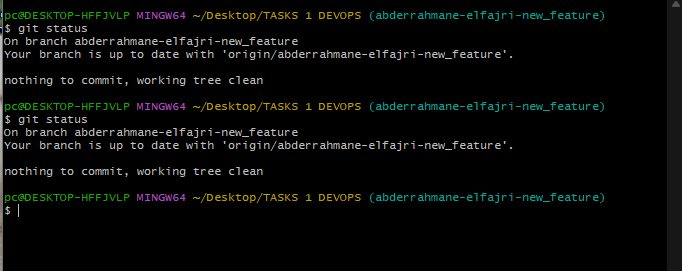 pc@DESKTOP-HFFJVLP MINGW64 ~/Desktop/TASKS 1 DEVOPS (abderrahmane-elfajri-new_feature)
$ git status
On branch abderrahmane-elfajri-new_feature
Your branch is up to date with 'origin/abderrahmane-elfajri-new_feature'.
nothing to commit, working tree clean
pc@DESKTOP-HFFJVLP MINGW64 ~/Desktop/TASKS 1 DEVOPS (abderrahmane-elfajri-new_feature)
$ git status
On branch abderrahmane-elfajri-new_feature
Your branch is up to date with 'origin/abderrahmane-elfajri-new_feature'.
nothing to commit, working tree clean
pc@DESKTOP-HFFJVLP MINGW64 ~/Desktop/TASKS 1 DEVOPS (abderrahmane-elfajri-new_feature)
$